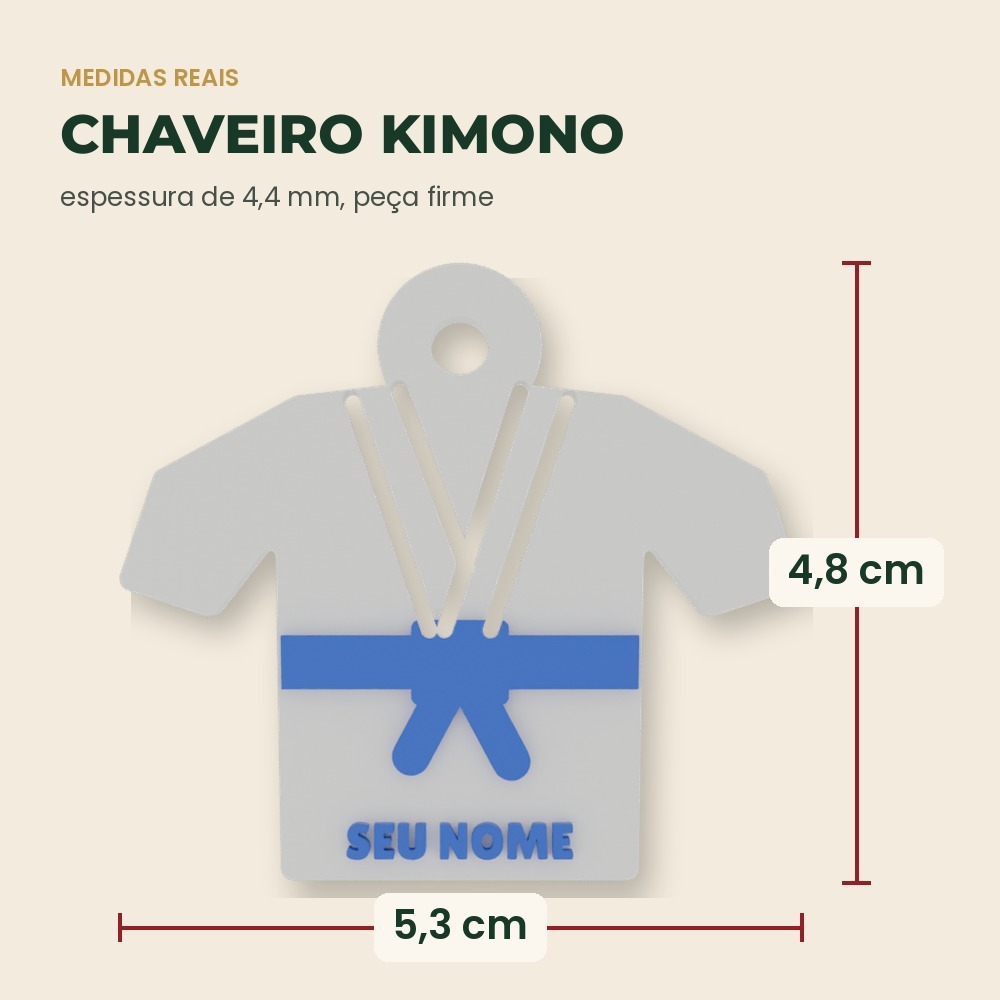 MEDIDAS REAIS
CHAVEIRO KIMONO
espessura de 4,4 mm, peça firme
4,8 cm
SEU NOME
5,3 cm